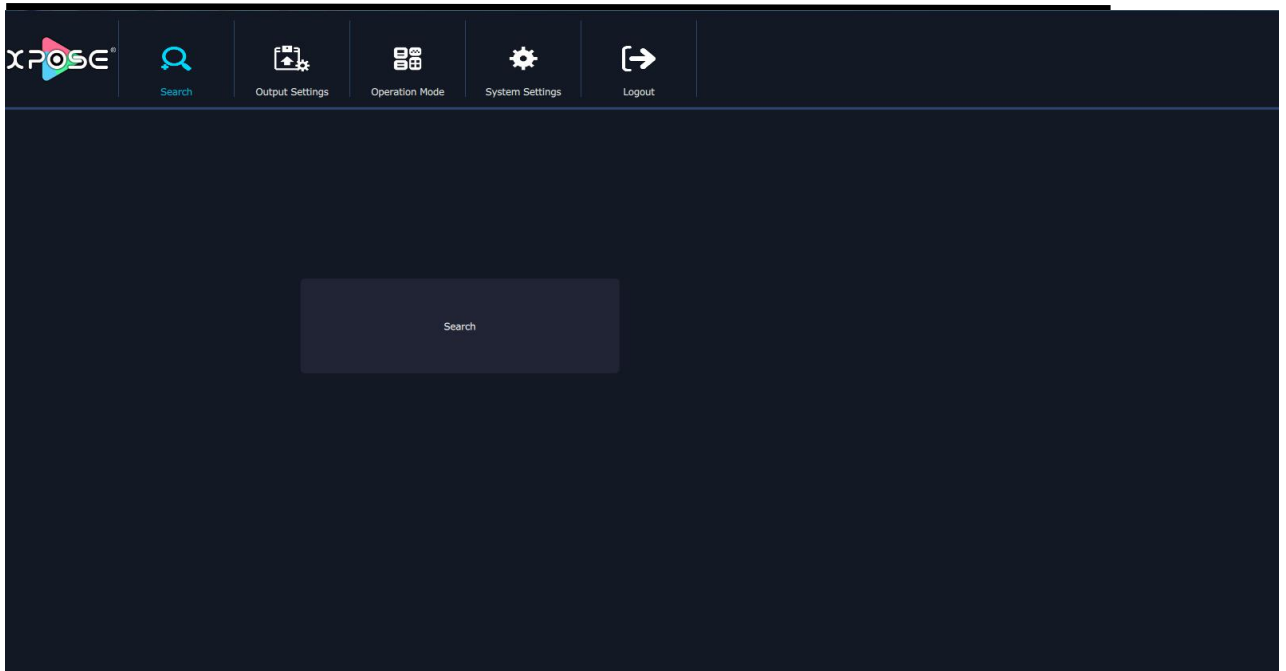 XPOSE®
Search
Output Settings
Operation Mode
System Settings
Logout
Search